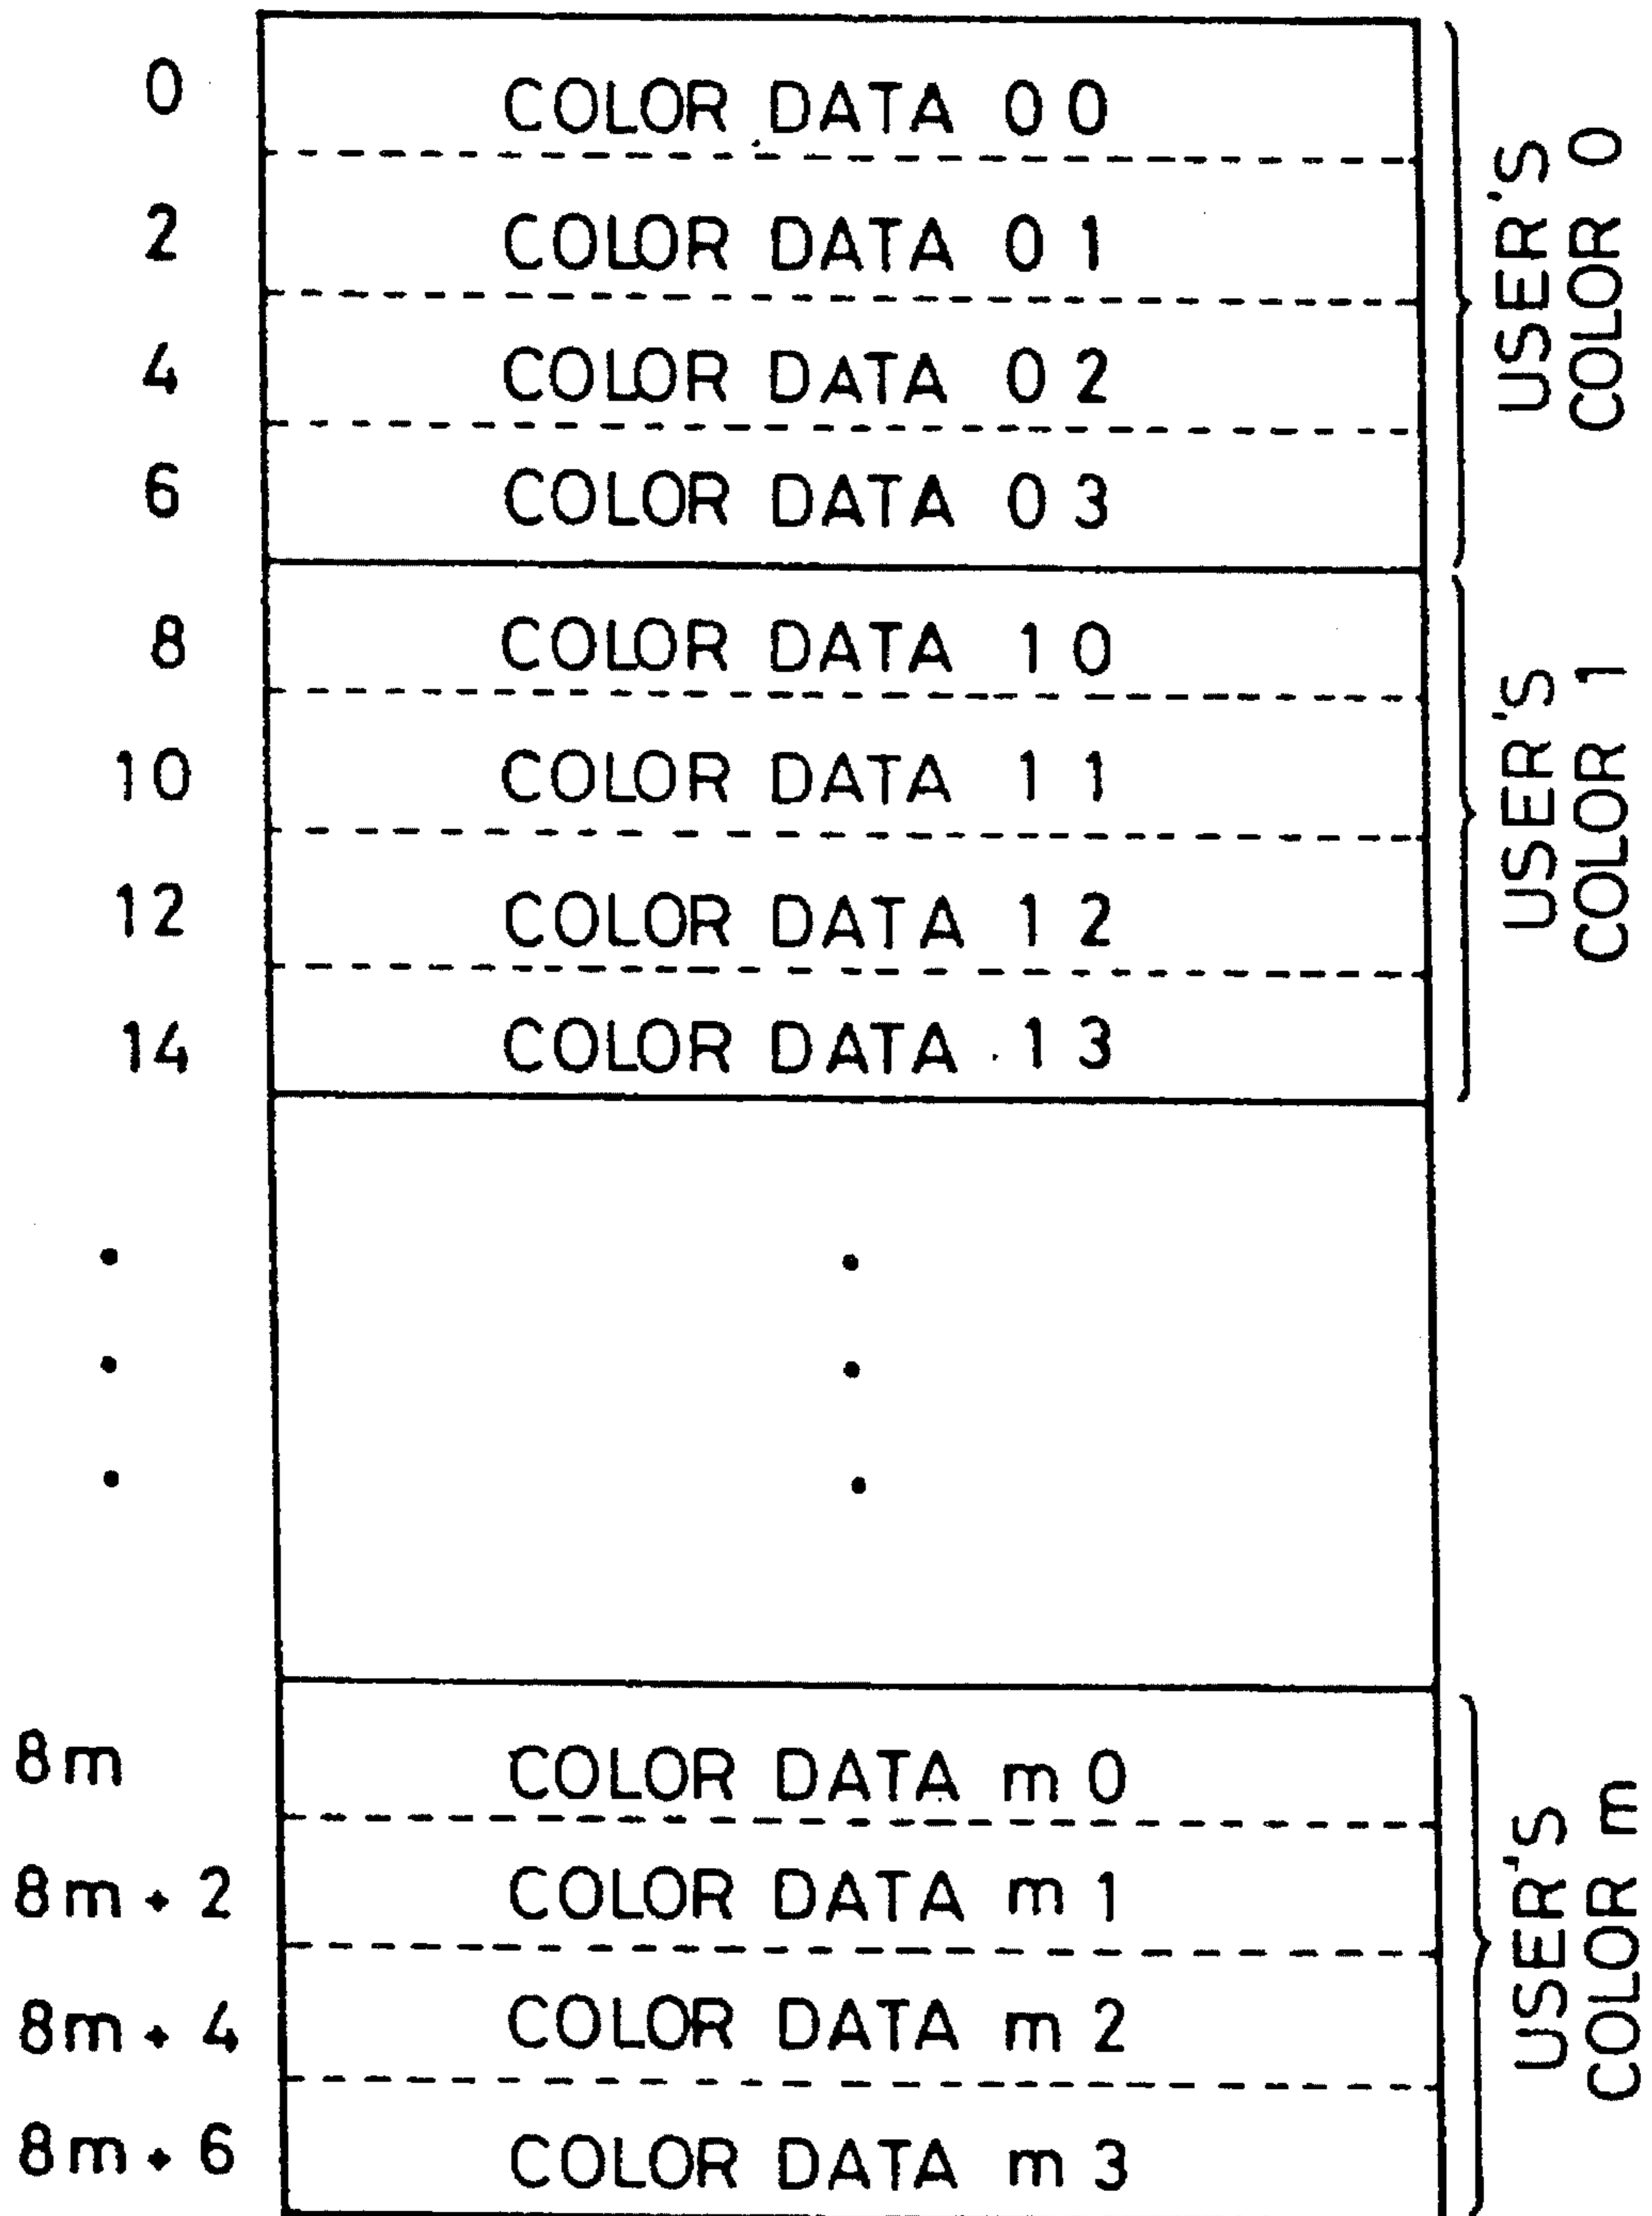 0 COLOR DATA 0 0
2 COLOR DATA 0 1
4 COLOR DATA 0 2
6 COLOR DATA 0 3
USER'S
COLOR 0
8 COLOR DATA 1 0
10 COLOR DATA 1 1
12 COLOR DATA 1 2
14 COLOR DATA 1 3
USER'S
COLOR 1
8m COLOR DATA m 0
8m + 2 COLOR DATA m 1
8m + 4 COLOR DATA m 2
8m + 6 COLOR DATA m 3
USER'S
COLOR m